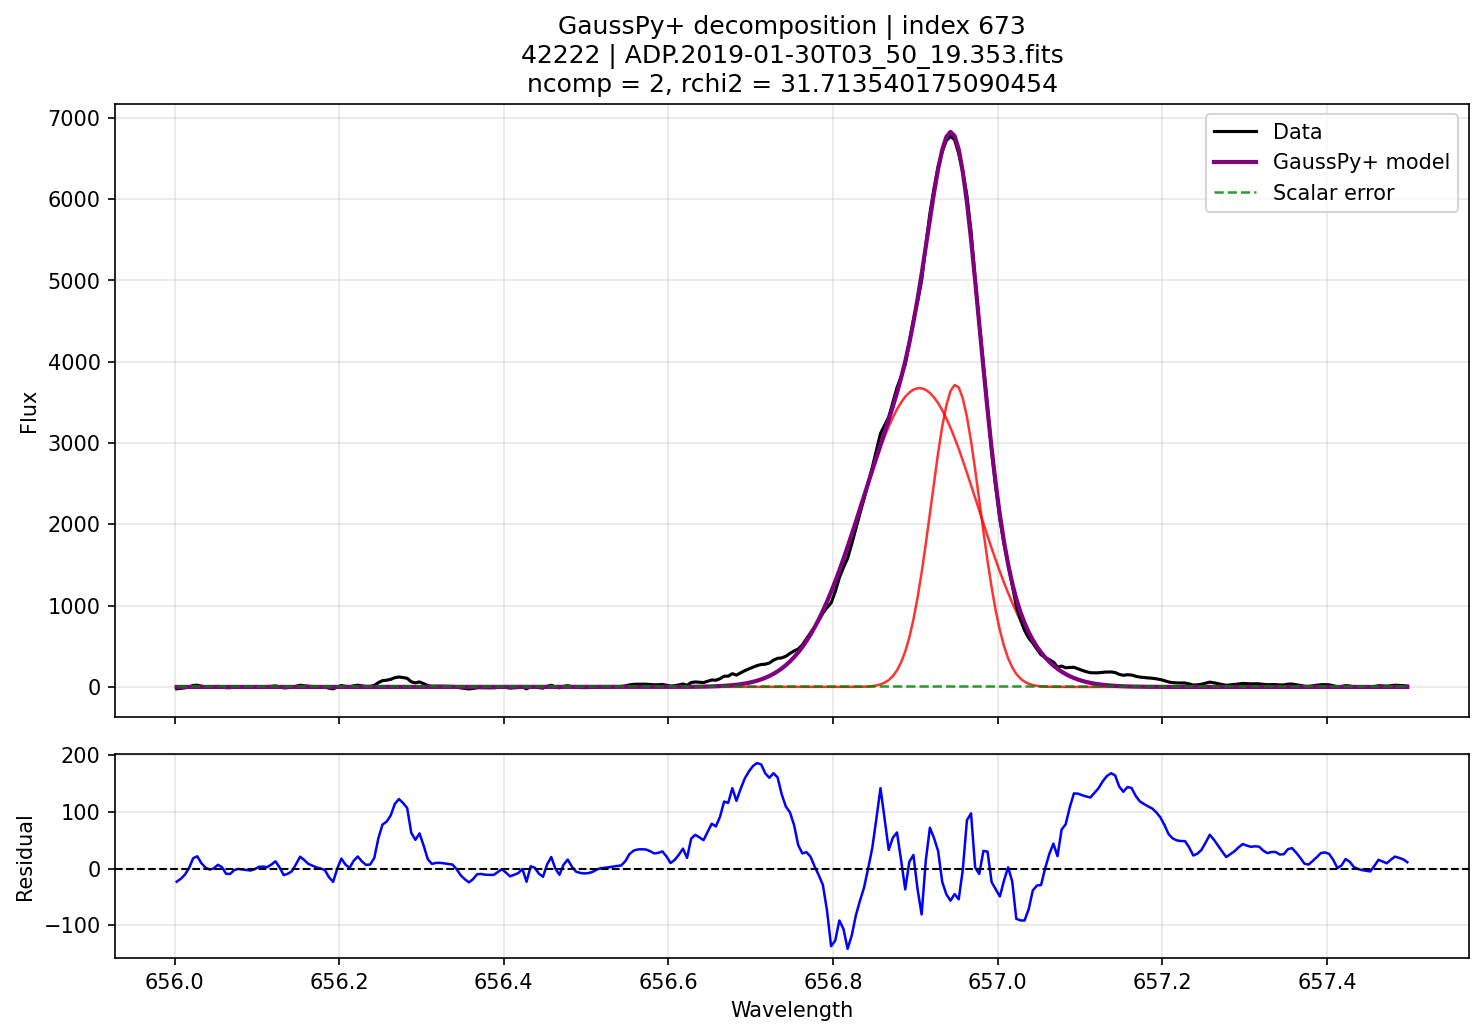 GaussPy+ decomposition | index 673
42222 | ADP.2019-01-30T03_50_19.353.fits
ncomp = 2, rchi2 = 31.713540175090454
Data
GaussPy+ model
Scalar error
Flux
7000
6000
5000
4000
3000
2000
1000
0
Residual
200
100
0
−100
656.0
656.2
656.4
656.6
656.8
657.0
657.2
657.4
Wavelength